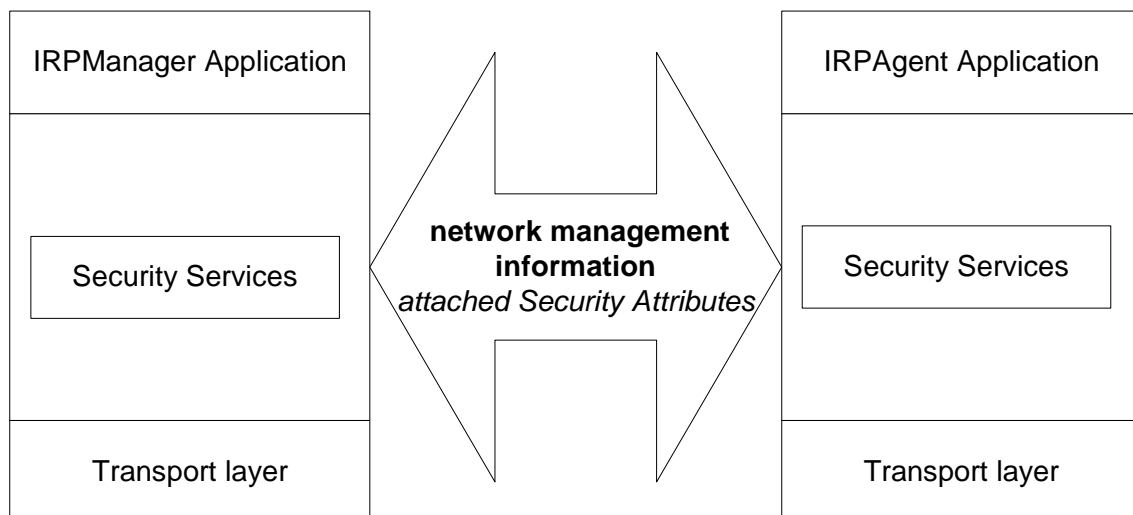 IRPManager Application
IRPAgent Application
network management
information
attached Security Attributes
Security Services
Security Services
Transport layer
Transport layer